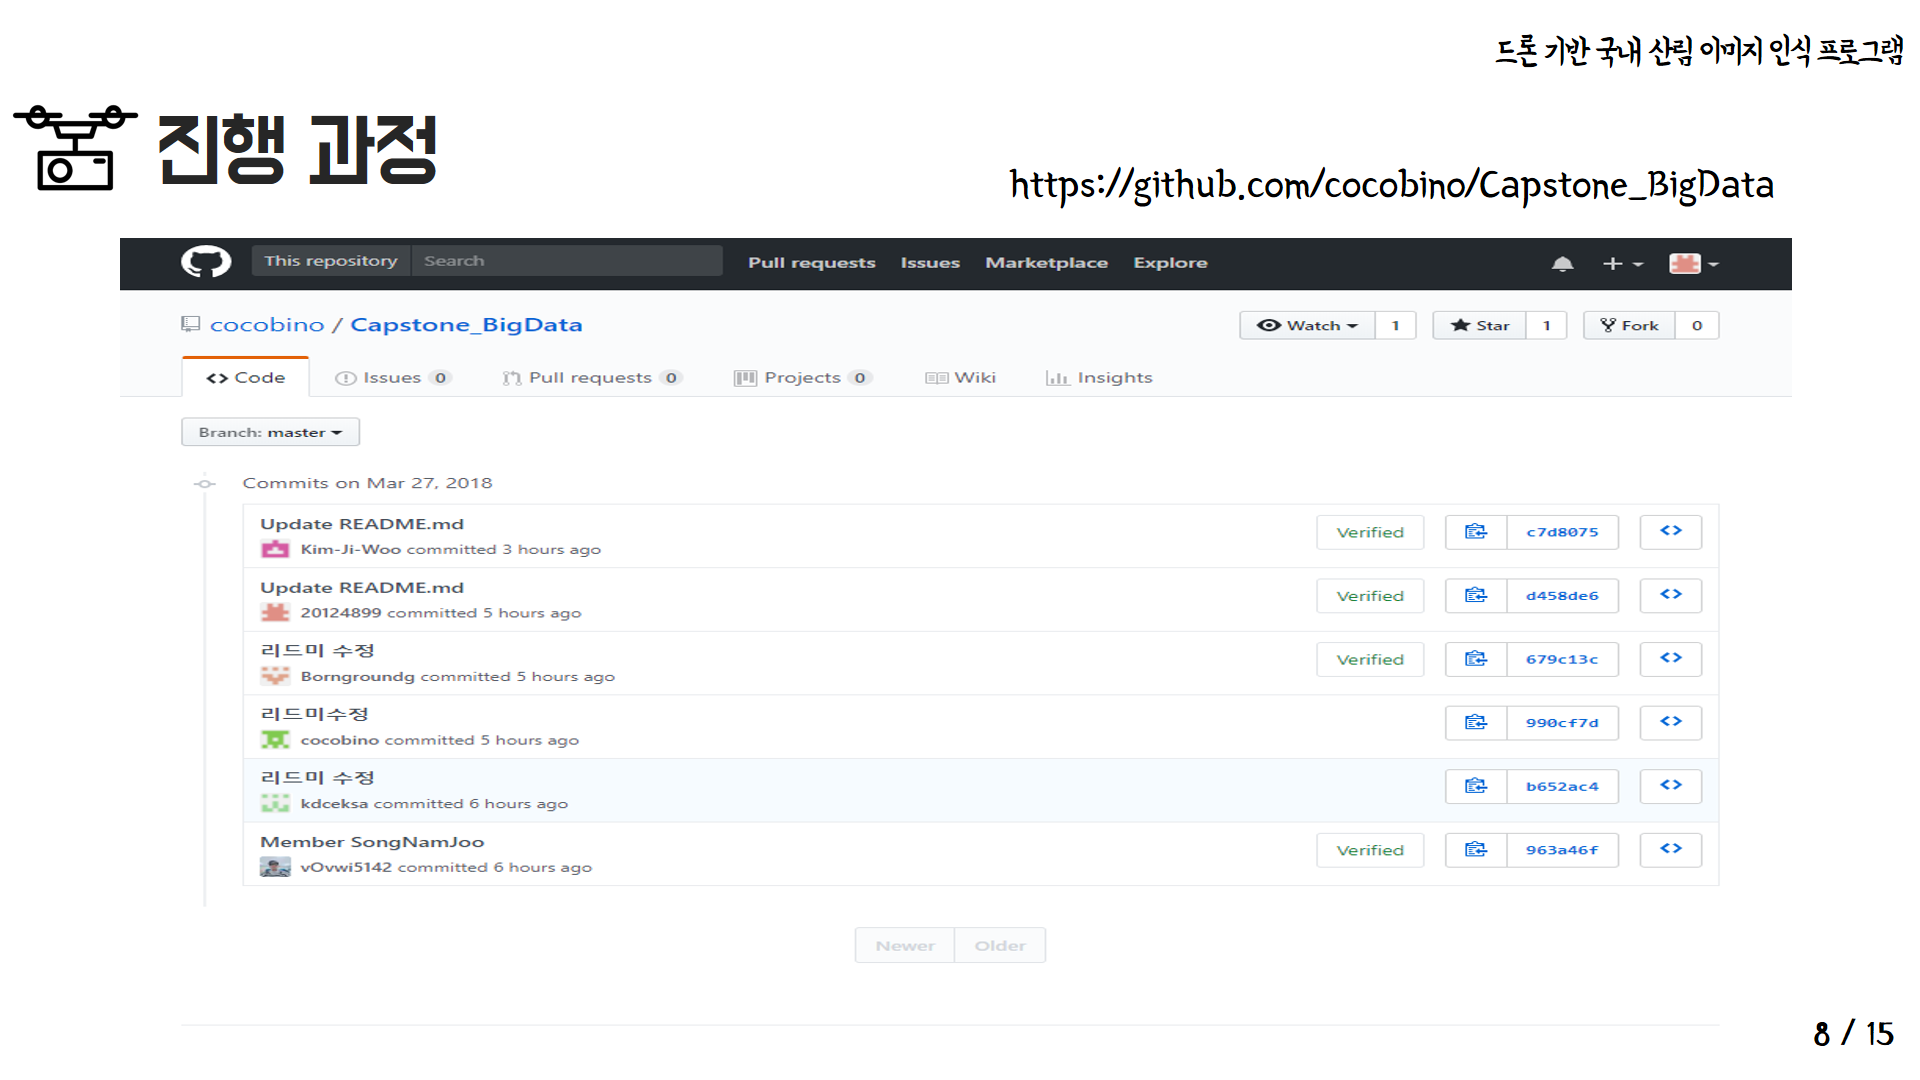 드론 기반 국내 산림 이미지 인식 프로그램
진행 과정
https://github.com/cocobino/Capstone_BigData
This repository Search Pull requests Issues Marketplace Explore
cocobino / Capstone_BigData Watch 1 Star 1 Fork 0
Code Issues 0 Pull requests 0 Projects 0 Wiki Insights
Branch: master
Commits on Mar 27, 2018
Update README.md
Kim-Ji-Woo committed 3 hours ago Verified c7d8075
Update README.md
20124899 committed 5 hours ago Verified d458de6
리드미 수정
Borngroundg committed 5 hours ago Verified 679c13c
리드미수정
cocobino committed 5 hours ago 990cf7d
리드미 수정
kdceksa committed 6 hours ago b652ac4
Member SongNamJoo
vOvwi5142 committed 6 hours ago Verified 963a46f
Newer Older
8 / 15